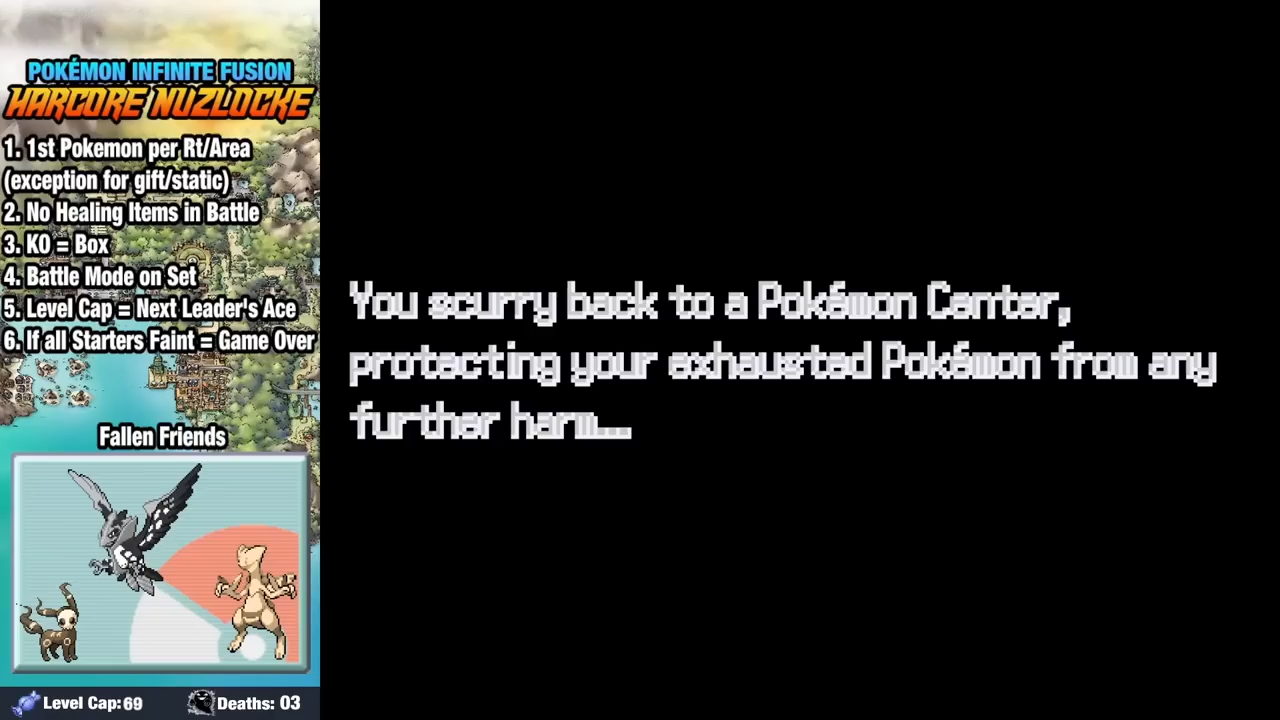 POKÉMON INFINITE FUSION
HARCORE NUZLOCKE
1. 1st Pokemon per Rt/Area
(exception for gift/static)
2. No Healing Items in Battle
3. KO = Box
4. Battle Mode on Set
5. Level Cap = Next Leader's Ace
6. If all Starters Faint = Game Over
Fallen Friends
Level Cap: 69
Deaths: 03
You scurry back to a Pokémon Center,
protecting your exhausted Pokémon from any
further harm...